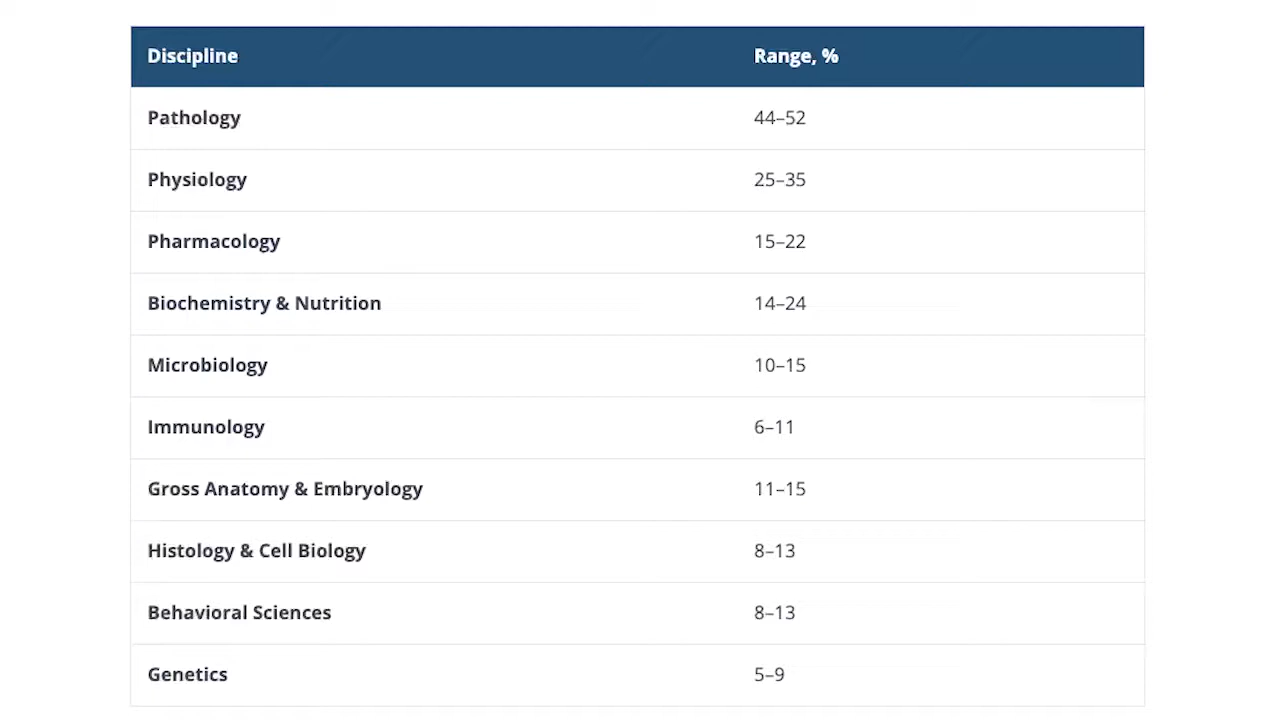 Discipline Range, %
Pathology 44–52
Physiology 25–35
Pharmacology 15–22
Biochemistry & Nutrition 14–24
Microbiology 10–15
Immunology 6–11
Gross Anatomy & Embryology 11–15
Histology & Cell Biology 8–13
Behavioral Sciences 8–13
Genetics 5–9